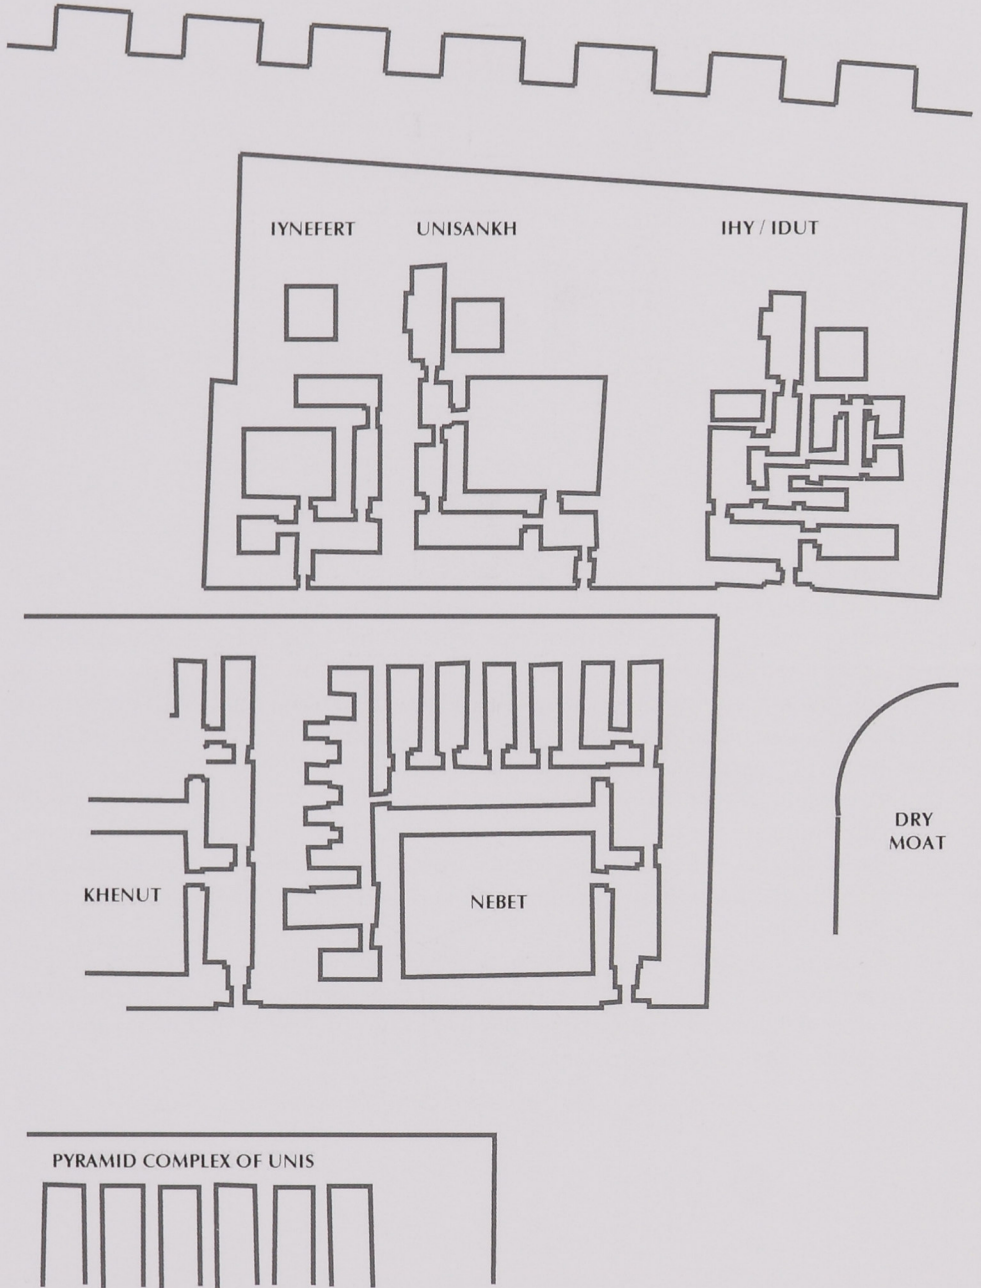 IYNEFERT
UNISANKH
IHY / IDUT
DRY
MOAT
KHENUT
NEBET
PYRAMID COMPLEX OF UNIS